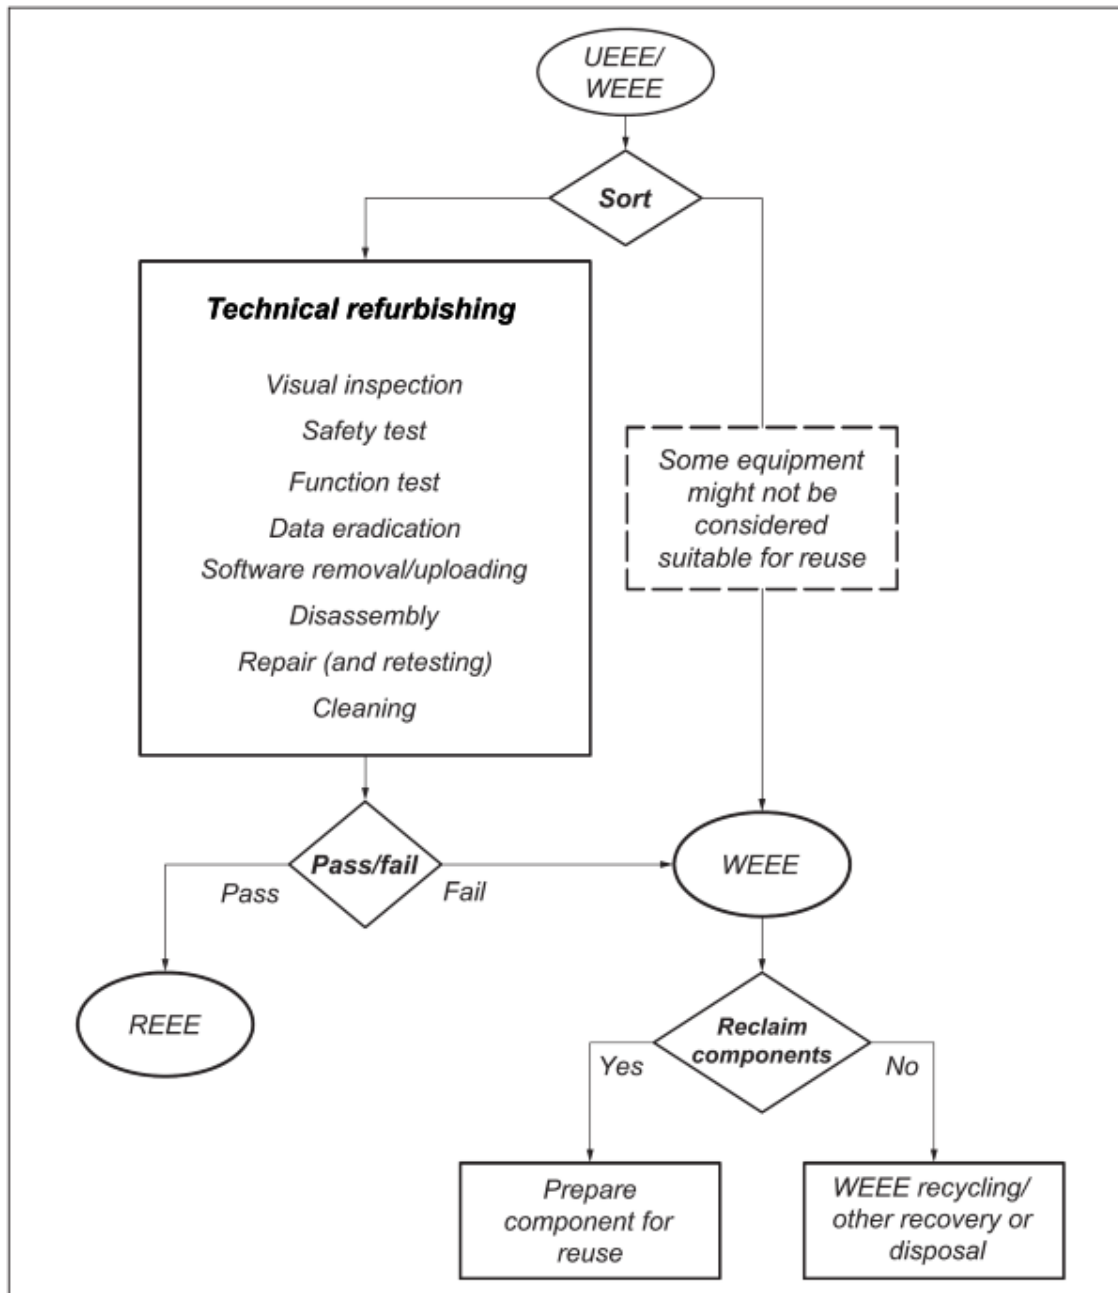 UEEE/
WEEE
Sort
Technical refurbishing
Visual inspection
Safety test
Function test
Data eradication
Software removal/uploading
Disassembly
Repair (and retesting)
Cleaning
Some equipment
might not be
considered
suitable for reuse
Pass/fail
Pass
Fail
WEEE
REEE
Reclaim
components
Yes
No
Prepare
component for
reuse
WEEE recycling/
other recovery or
disposal